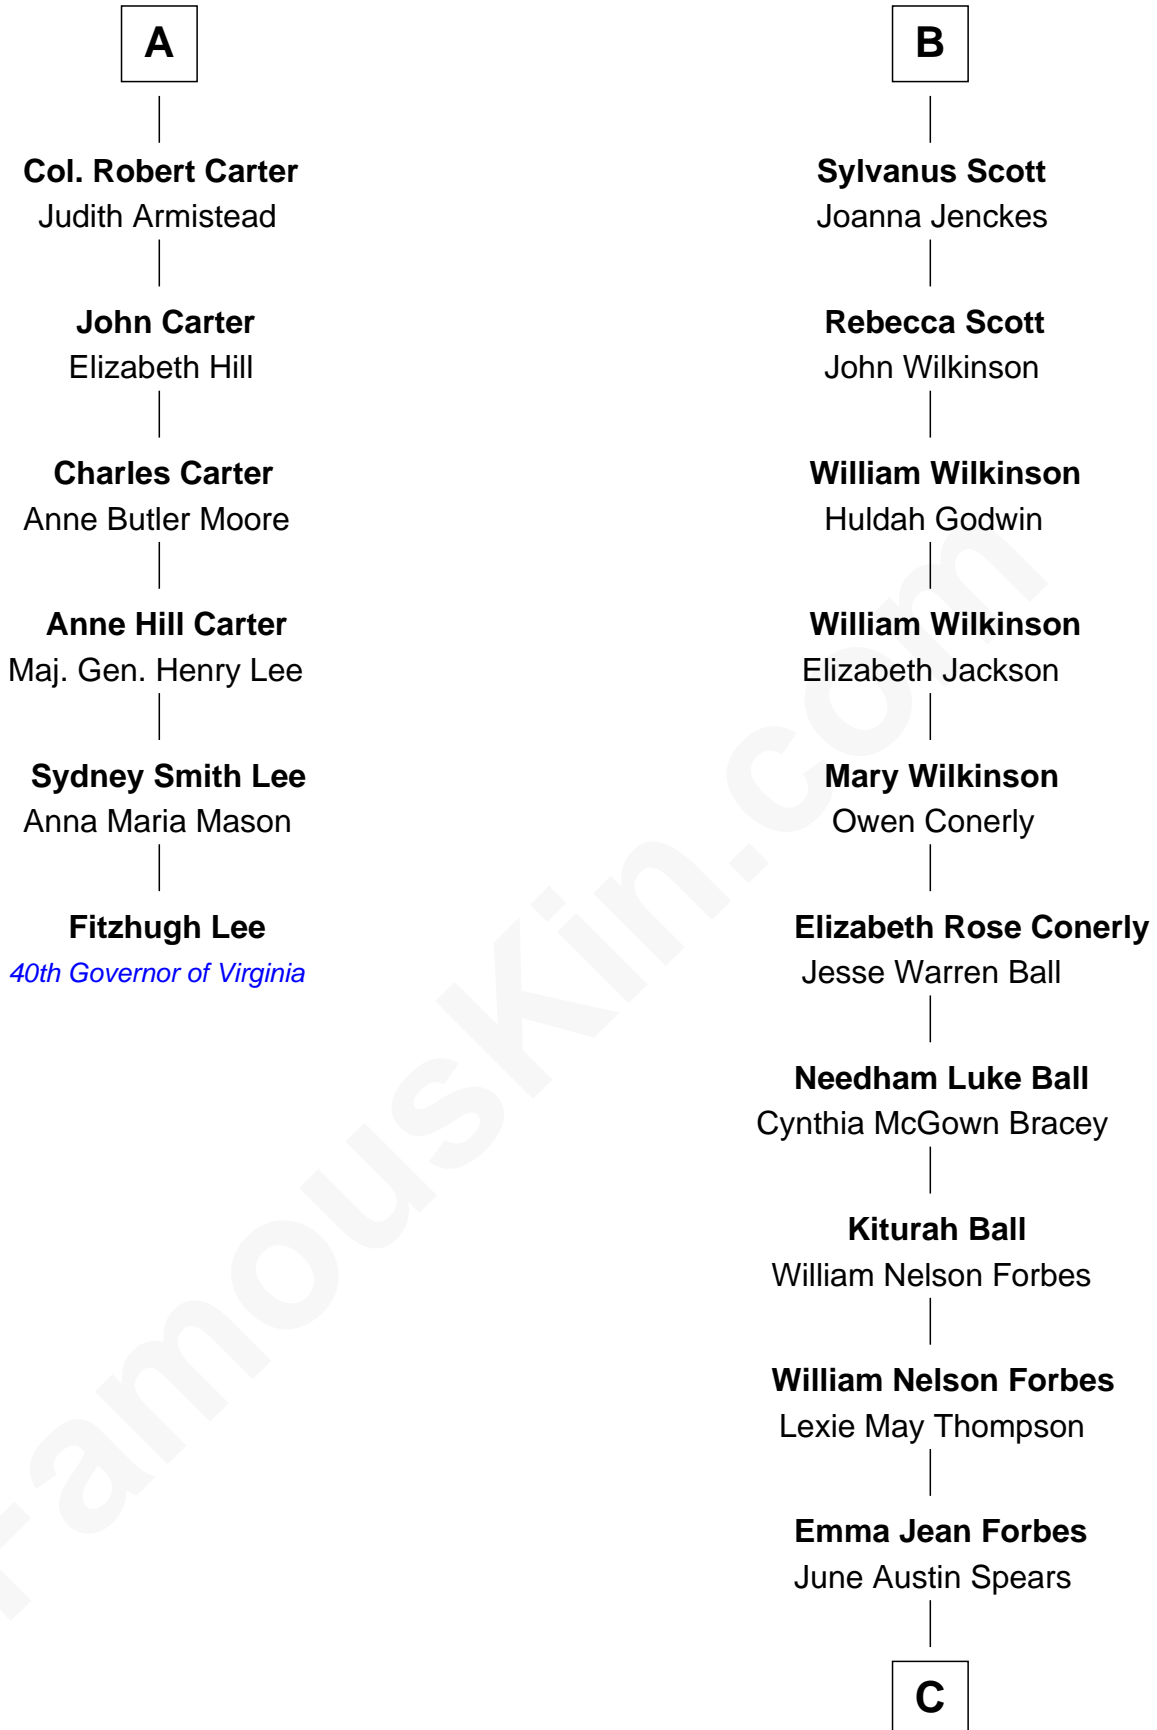 A
Col. Robert Carter
Judith Armistead
John Carter
Elizabeth Hill
Charles Carter
Anne Butler Moore
Anne Hill Carter
Maj. Gen. Henry Lee
Sydney Smith Lee
Anna Maria Mason
Fitzhugh Lee
40th Governor of Virginia
B
Sylvanus Scott
Joanna Jenckes
Rebecca Scott
John Wilkinson
William Wilkinson
Huldah Godwin
William Wilkinson
Elizabeth Jackson
Mary Wilkinson
Owen Conerly
Elizabeth Rose Conerly
Jesse Warren Ball
Needham Luke Ball
Cynthia McGown Bracey
Kiturah Ball
William Nelson Forbes
William Nelson Forbes
Lexie May Thompson
Emma Jean Forbes
June Austin Spears
C
FamousKin.com